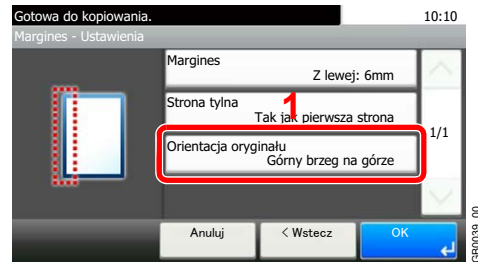 Gotowa do kopiowania.
10:10
Margines - Ustawienia
Margines
Z lewej: 6mm
Strona tylna
1
Tak jak pierwsza strona
1/1
Orientacja oryginału
Górny brzeg na górze
Anuluj
< Wstecz
OK
GB0039_00